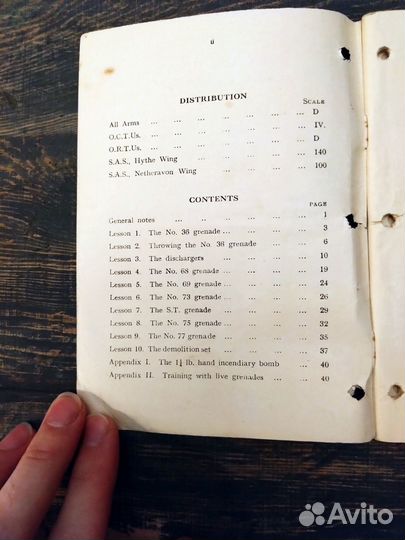 ii
DISTRIBUTION
SCALE
All Arms ... ... ... ... ... ... D
O.C.T.Us. ... ... ... ... ... ... IV.
O.R.T.Us. ... ... ... ... ... ... D
S.A.S., Hythe Wing ... ... ... ... 140
S.A.S., Netheravon Wing ... ... ... 100
CONTENTS
PAGE
General notes ... ... ... ... ... 1
Lesson 1. The No. 36 grenade ... ... ... 3
Lesson 2. Throwing the No. 36 grenade ... ... 6
Lesson 3. The dischargers ... ... ... 10
Lesson 4. The No. 68 grenade ... ... ... 19
Lesson 5. The No. 69 grenade ... ... ... 24
Lesson 6. The No. 73 grenade ... ... ... 26
Lesson 7. The S.T. grenade ... ... ... 29
Lesson 8. The No. 75 grenade ... ... ... 32
Lesson 9. The No. 77 grenade ... ... ... 35
Lesson 10. The demolition set ... ... ... 37
Appendix I. The 1¼ lb. hand incendiary bomb ... 40
Appendix II. Training with live grenades ... ... 40
Avito